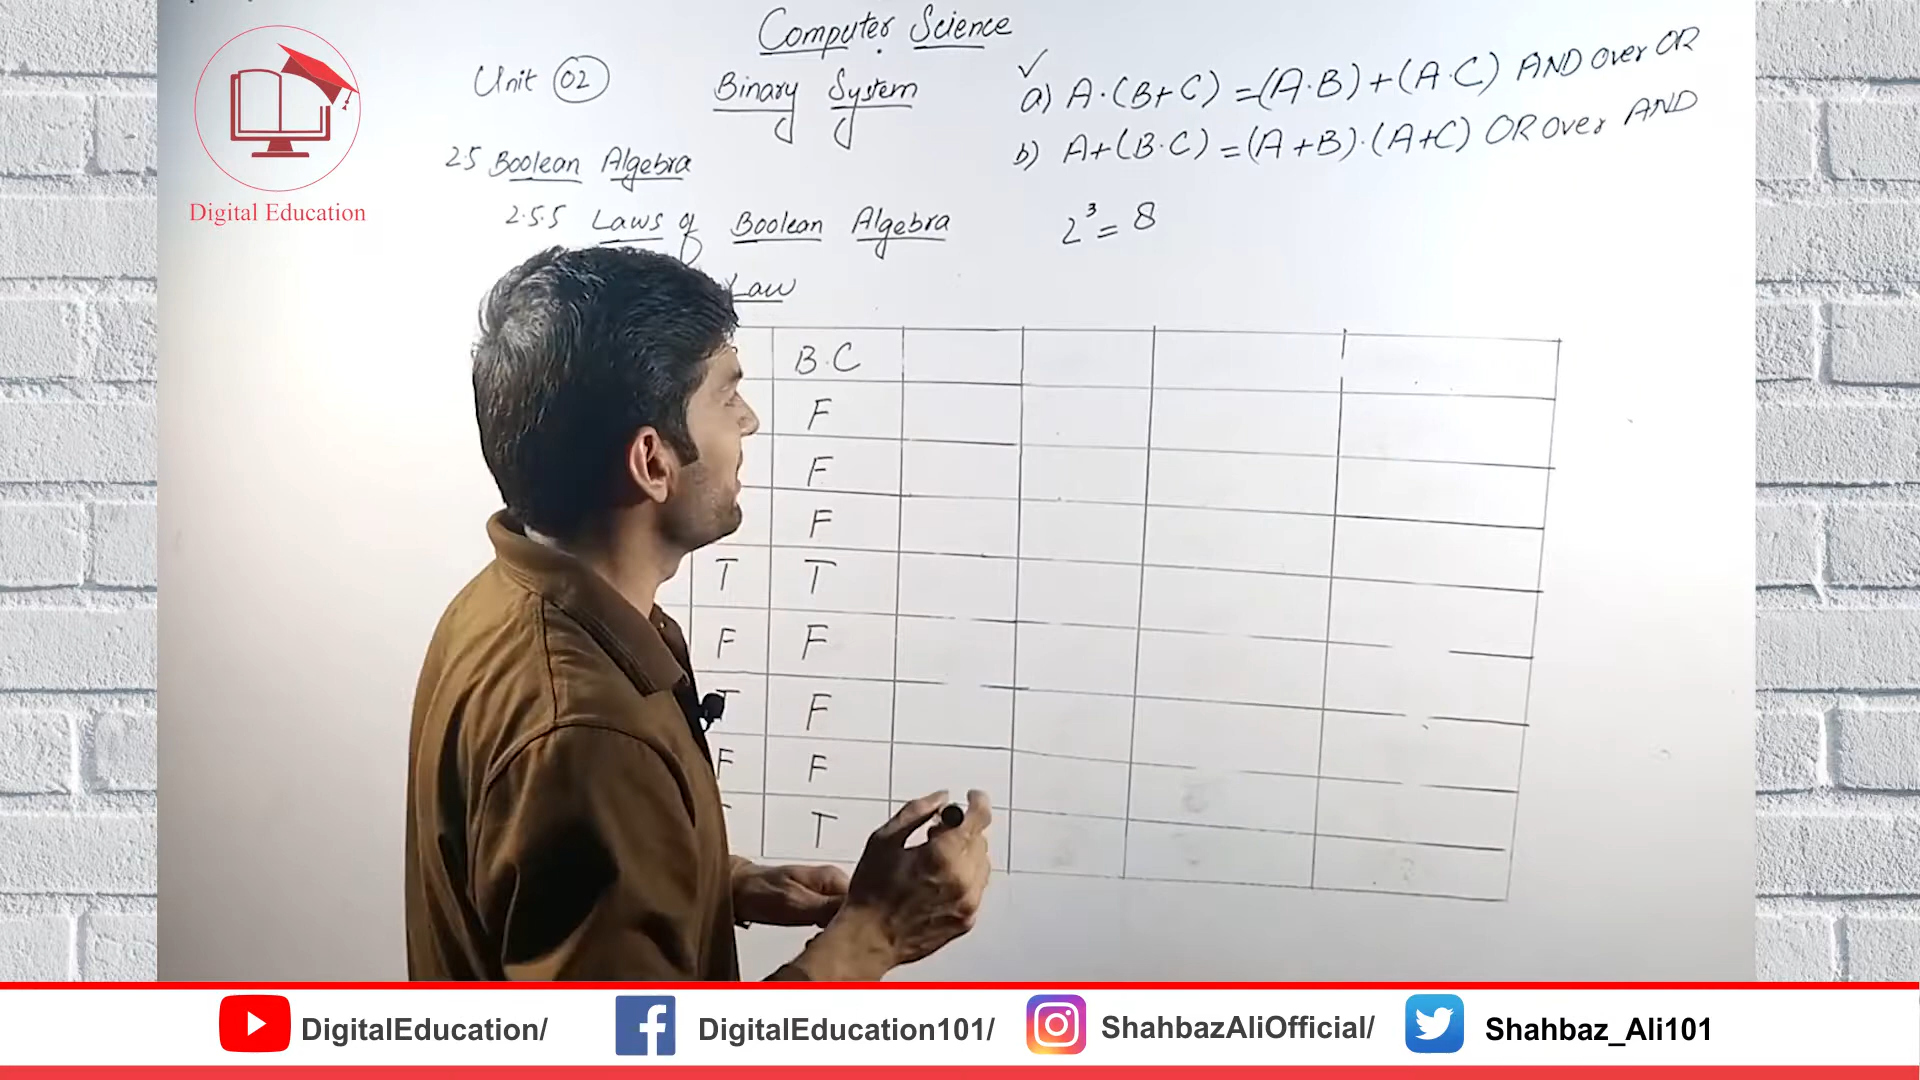 Computer Science
Unit 02
Binary System
a) A.(B+C) = (A.B)+(A.C) AND over OR
b) A+(B.C) = (A+B).(A+C) OR over AND
2.5 Boolean Algebra
2.5.5 Laws of Boolean Algebra
2³ = 8
Law
B.C
F
F
F
T T
F F
T F
F F
T
Digital Education
DigitalEducation/
DigitalEducation101/
ShahbazAliOfficial/
Shahbaz_Ali101